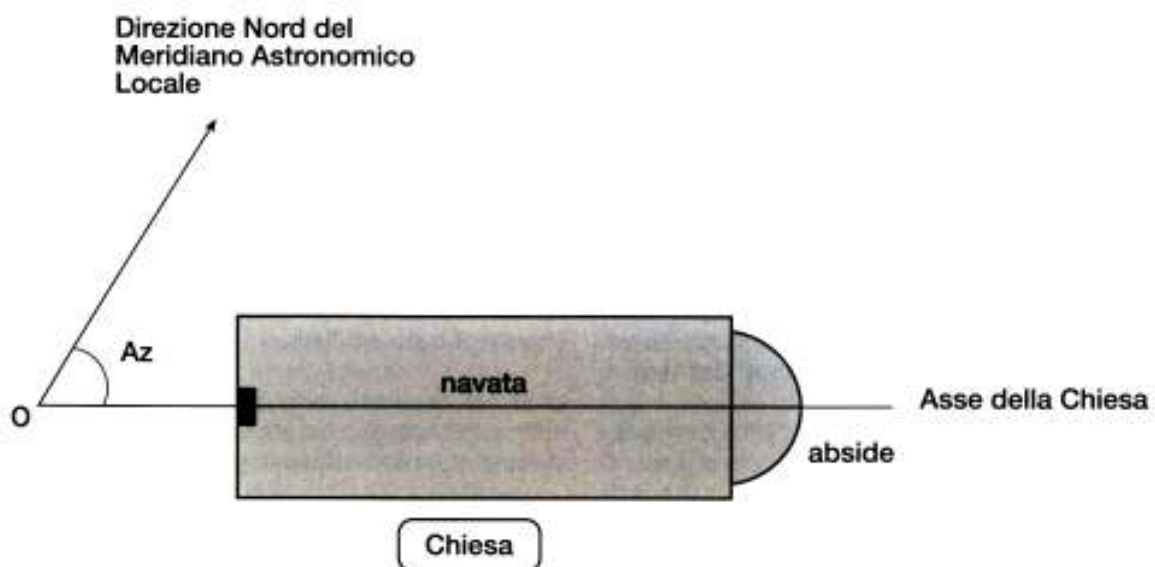 Direzione Nord del
Meridiano Astronomico
Locale
Az
O
navata
Asse della Chiesa
abside
Chiesa